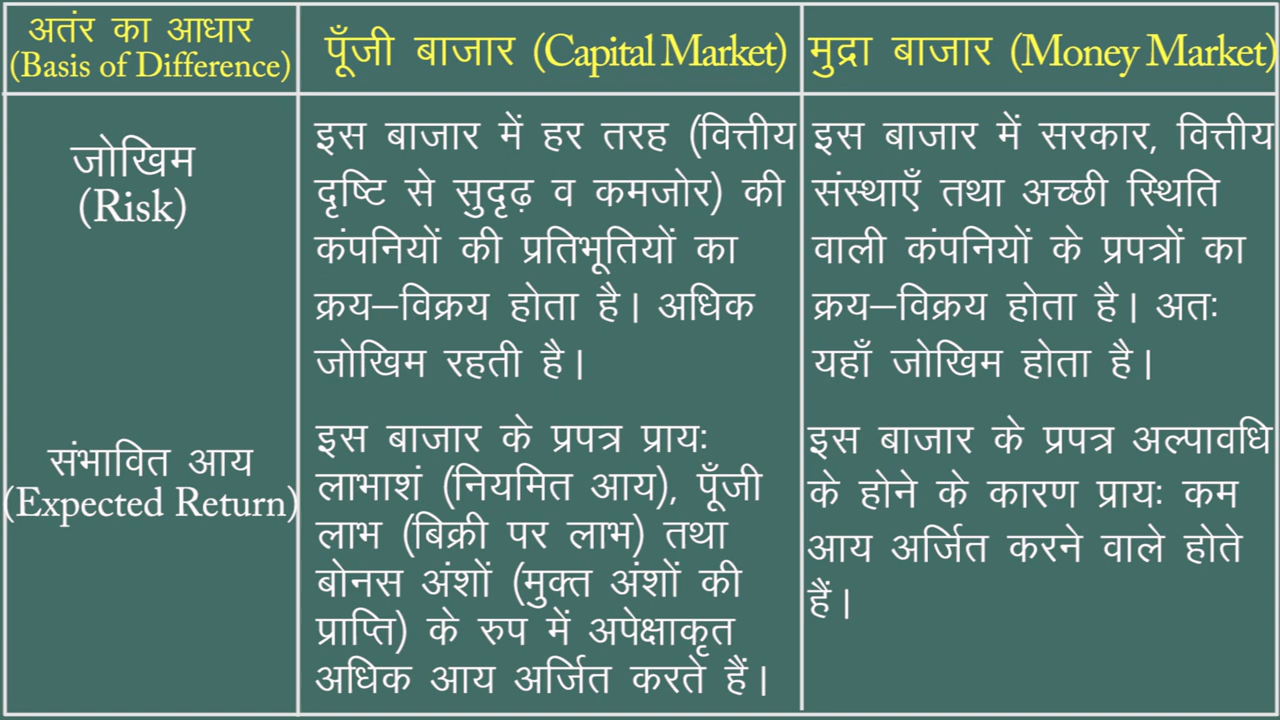 अतंर का आधार
(Basis of Difference)
पूँजी बाजार (Capital Market)
मुद्रा बाजार (Money Market)
जोखिम
(Risk)
इस बाजार में हर तरह (वित्तीय
दृष्टि से सुदृढ़ व कमजोर) की
कंपनियों की प्रतिभूतियों का
क्रय–विक्रय होता है। अधिक
जोखिम रहती है।
इस बाजार में सरकार, वित्तीय
संस्थाएँ तथा अच्छी स्थिति
वाली कंपनियों के प्रपत्रों का
क्रय–विक्रय होता है। अतः
यहाँ जोखिम होता है।
संभावित आय
(Expected Return)
इस बाजार के प्रपत्र प्रायः
लाभाशं (नियमित आय), पूँजी
लाभ (बिक्री पर लाभ) तथा
बोनस अंशों (मुक्त अंशों की
प्राप्ति) के रुप में अपेक्षाकृत
अधिक आय अर्जित करते हैं।
इस बाजार के प्रपत्र अल्पावधि
के होने के कारण प्रायः कम
आय अर्जित करने वाले होते
हैं।